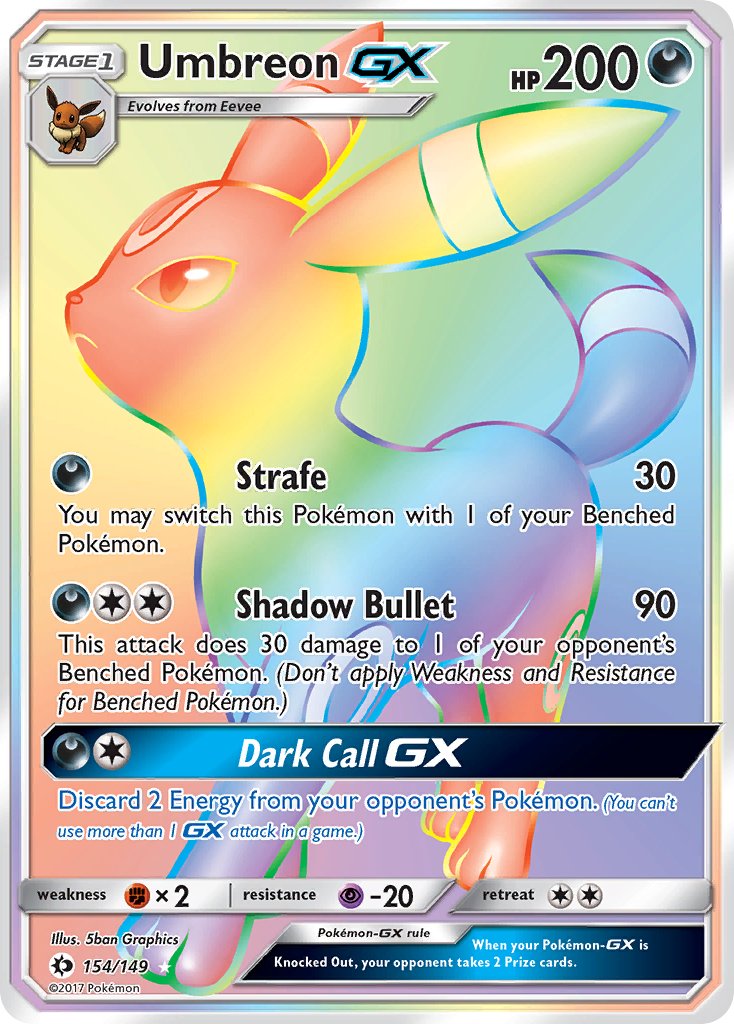 STAGE1 Umbreon GX HP200
Evolves from Eevee
Strafe 30
You may switch this Pokémon with 1 of your Benched
Pokémon.
Shadow Bullet 90
This attack does 30 damage to 1 of your opponent's
Benched Pokémon. (Don't apply Weakness and Resistance
for Benched Pokémon.)
Dark Call GX
Discard 2 Energy from your opponent's Pokémon. (You can't
use more than 1 GX attack in a game.)
weakness ×2 resistance -20 retreat
Illus. 5ban Graphics
154/149
©2017 Pokémon
Pokémon-GX rule
When your Pokémon-GX is
Knocked Out, your opponent takes 2 Prize cards.